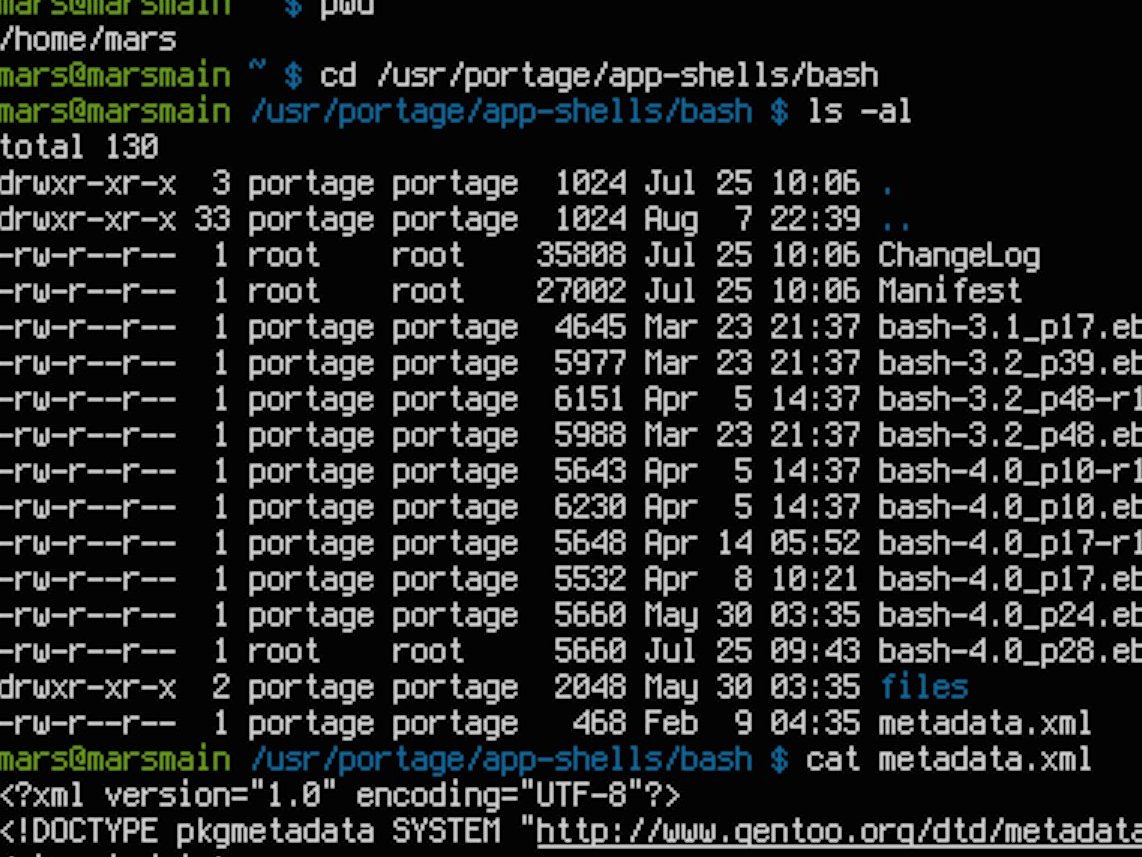 mars@marsmain ~ $ pwd
/home/mars
mars@marsmain ~ $ cd /usr/portage/app-shells/bash
mars@marsmain /usr/portage/app-shells/bash $ ls -al
total 130
drwxr-xr-x  3 portage portage  1024 Jul 25 10:06 .
drwxr-xr-x 33 portage portage  1024 Aug  7 22:39 ..
-rw-r--r--  1 root    root    35808 Jul 25 10:06 ChangeLog
-rw-r--r--  1 root    root    27002 Jul 25 10:06 Manifest
-rw-r--r--  1 portage portage  4645 Mar 23 21:37 bash-3.1_p17.eb
-rw-r--r--  1 portage portage  5977 Mar 23 21:37 bash-3.2_p39.eb
-rw-r--r--  1 portage portage  6151 Apr  5 14:37 bash-3.2_p48-r1
-rw-r--r--  1 portage portage  5988 Mar 23 21:37 bash-3.2_p48.eb
-rw-r--r--  1 portage portage  5643 Apr  5 14:37 bash-4.0_p10-r1
-rw-r--r--  1 portage portage  6230 Apr  5 14:37 bash-4.0_p10.eb
-rw-r--r--  1 portage portage  5648 Apr 14 05:52 bash-4.0_p17-r1
-rw-r--r--  1 portage portage  5532 Apr  8 10:21 bash-4.0_p17.eb
-rw-r--r--  1 portage portage  5660 May 30 03:35 bash-4.0_p24.eb
-rw-r--r--  1 root    root     5660 Jul 25 09:43 bash-4.0_p28.eb
drwxr-xr-x  2 portage portage  2048 May 30 03:35 files
-rw-r--r--  1 portage portage   468 Feb  9 04:35 metadata.xml
mars@marsmain /usr/portage/app-shells/bash $ cat metadata.xml
<?xml version="1.0" encoding="UTF-8"?>
<!DOCTYPE pkgmetadata SYSTEM "http://www.gentoo.org/dtd/metadata